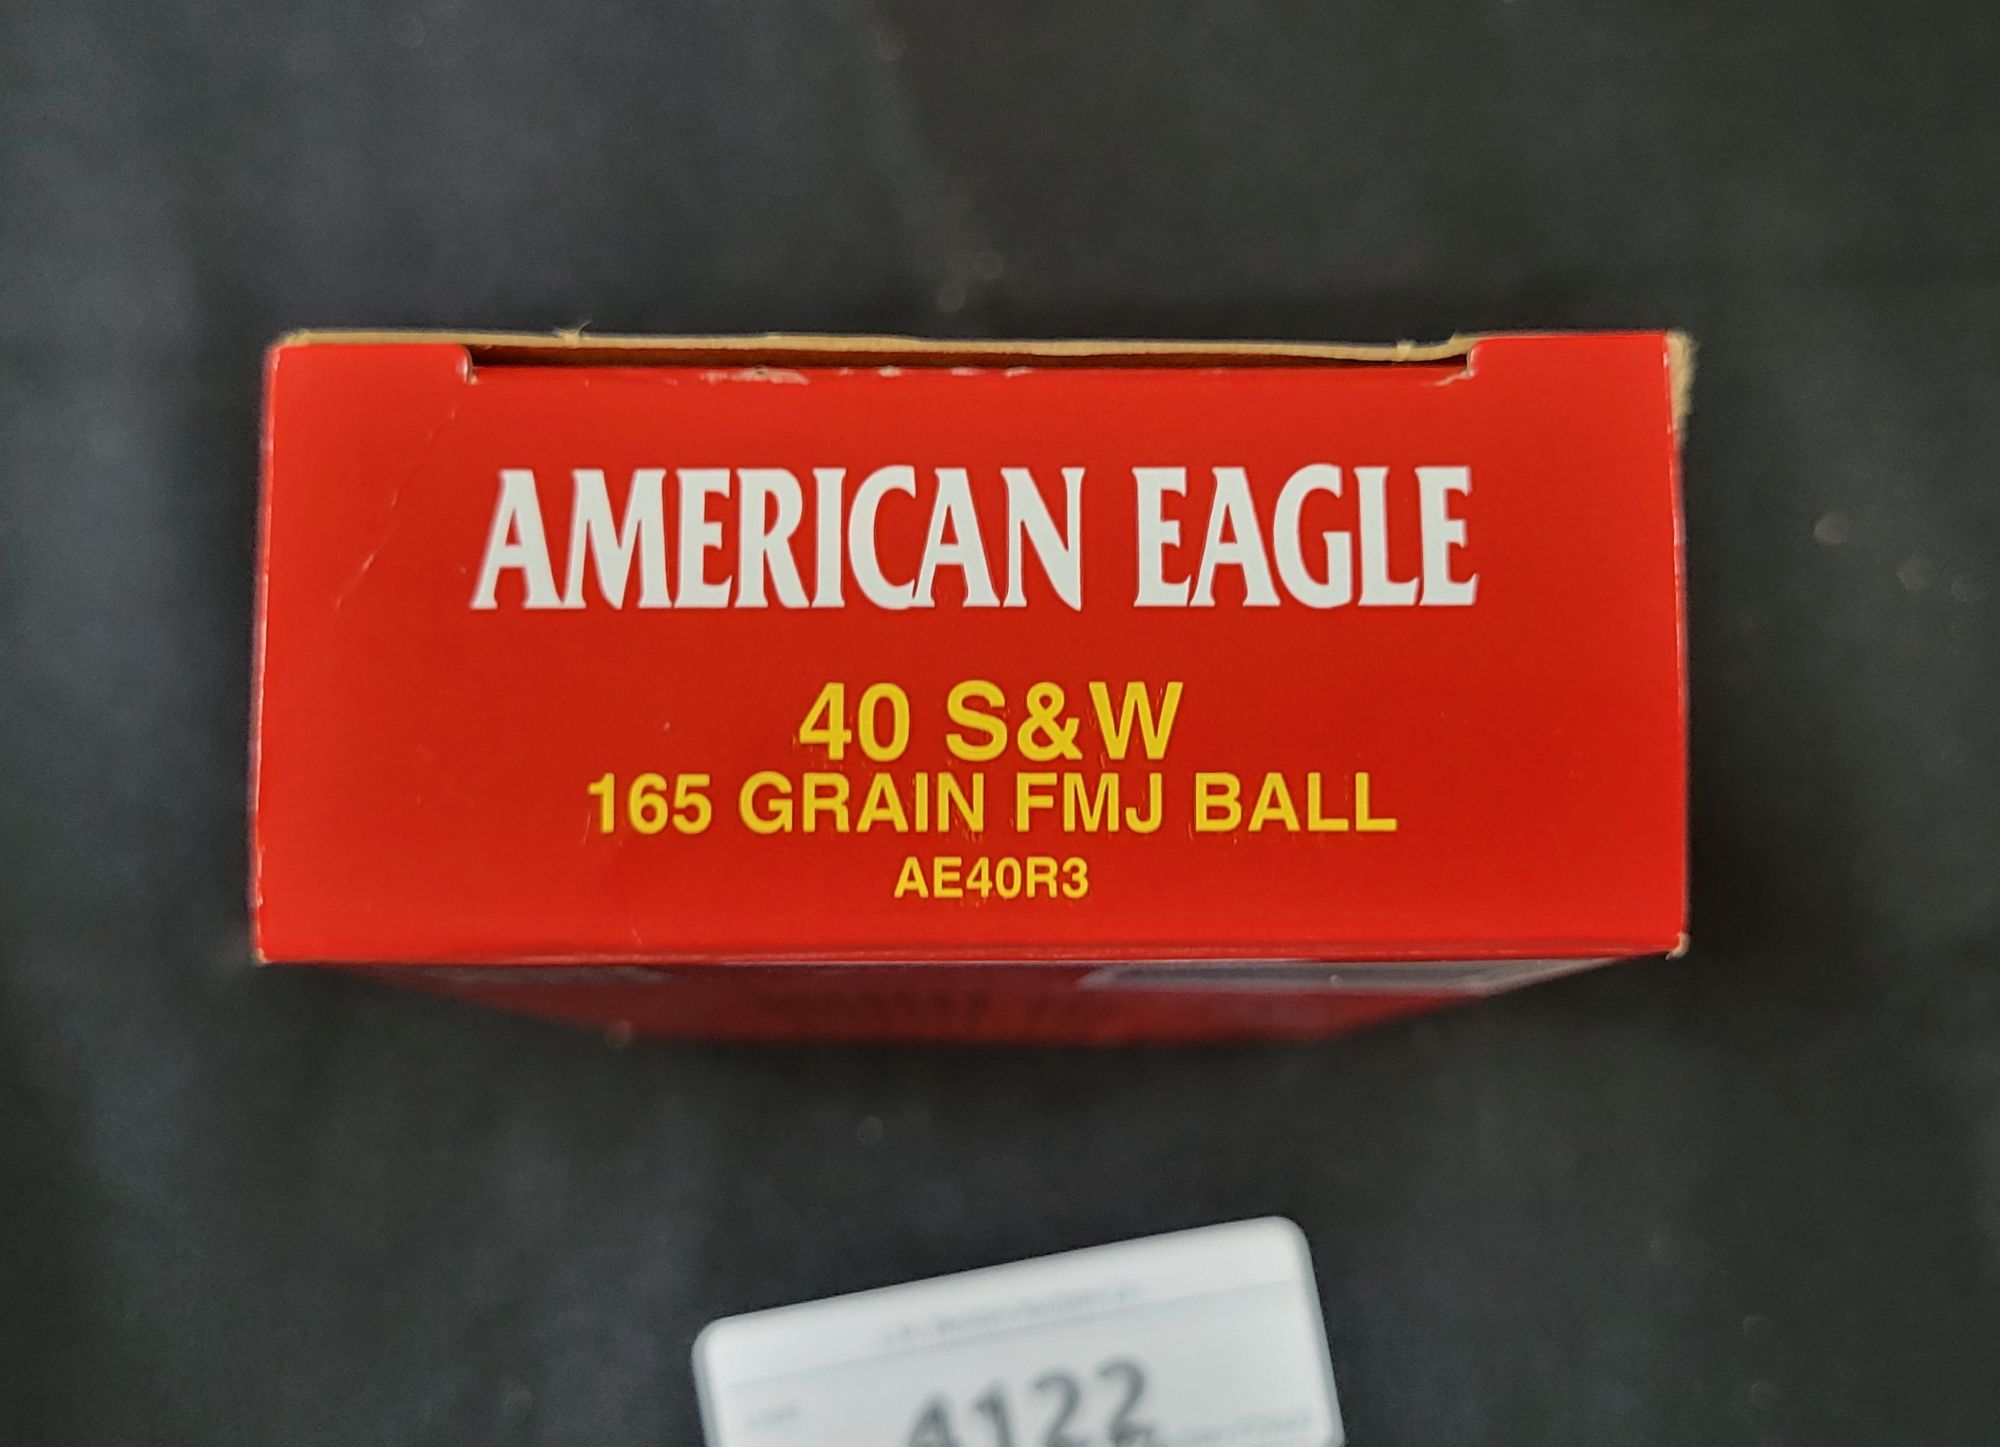 AMERICAN EAGLE
40 S&W
165 GRAIN FMJ BALL
AE40R3
4122